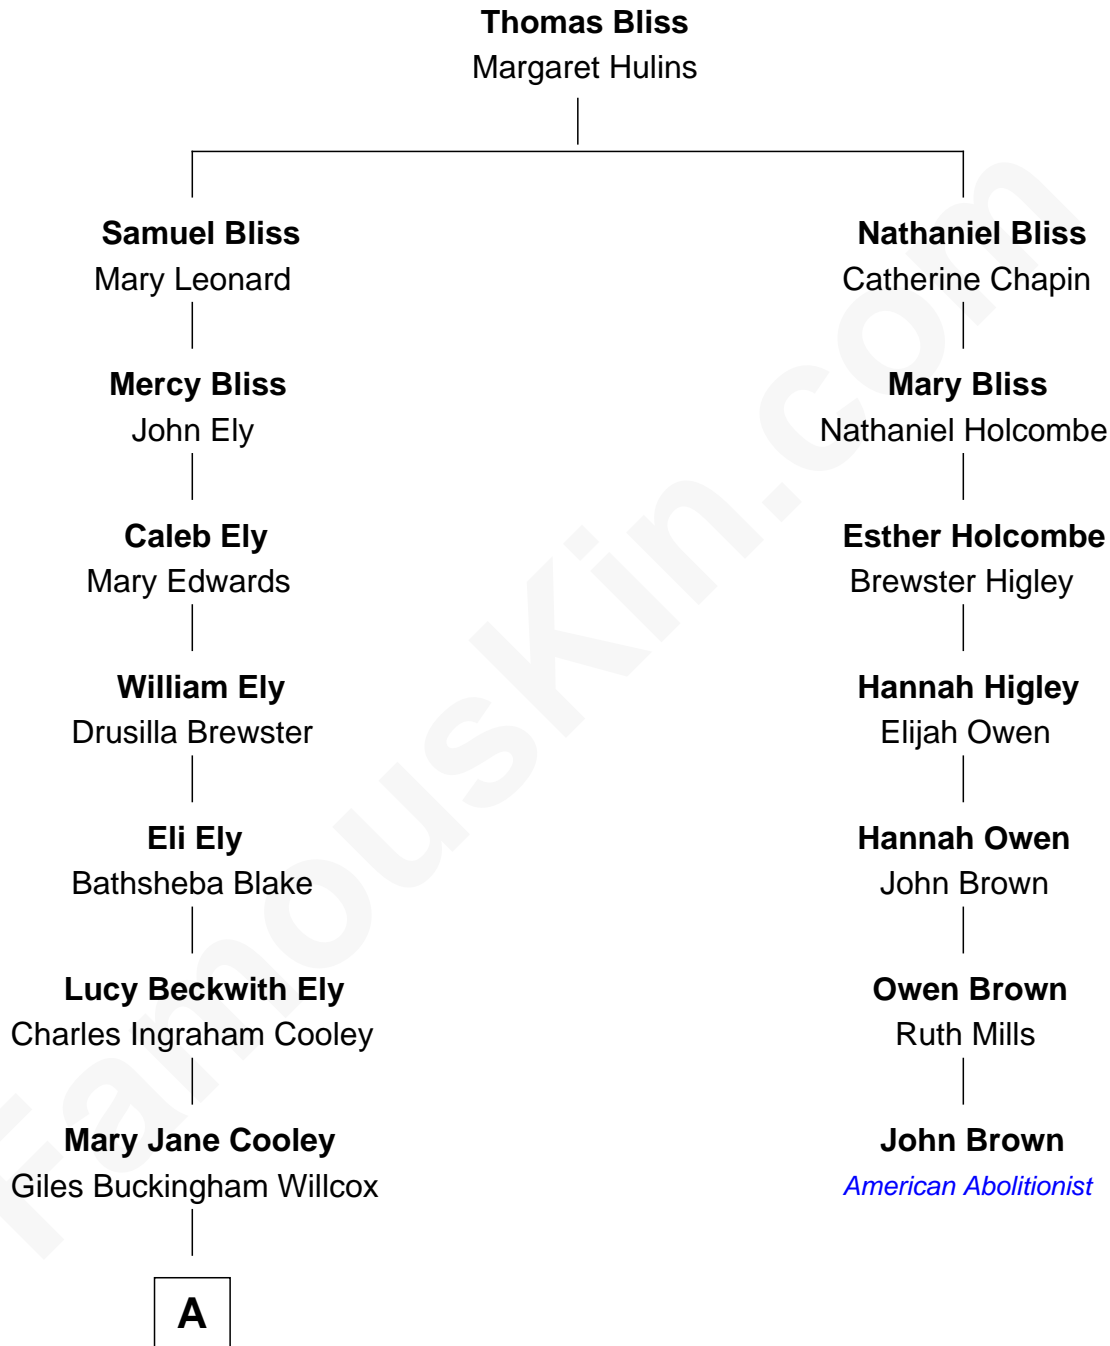 Thomas Bliss
Margaret Hulins
Samuel Bliss
Mary Leonard
Nathaniel Bliss
Catherine Chapin
Mercy Bliss
John Ely
Mary Bliss
Nathaniel Holcombe
Caleb Ely
Mary Edwards
Esther Holcombe
Brewster Higley
William Ely
Drusilla Brewster
Hannah Higley
Elijah Owen
Eli Ely
Bathsheba Blake
Hannah Owen
John Brown
Lucy Beckwith Ely
Charles Ingraham Cooley
Owen Brown
Ruth Mills
Mary Jane Cooley
Giles Buckingham Willcox
John Brown
American Abolitionist
A
FamousKin.com